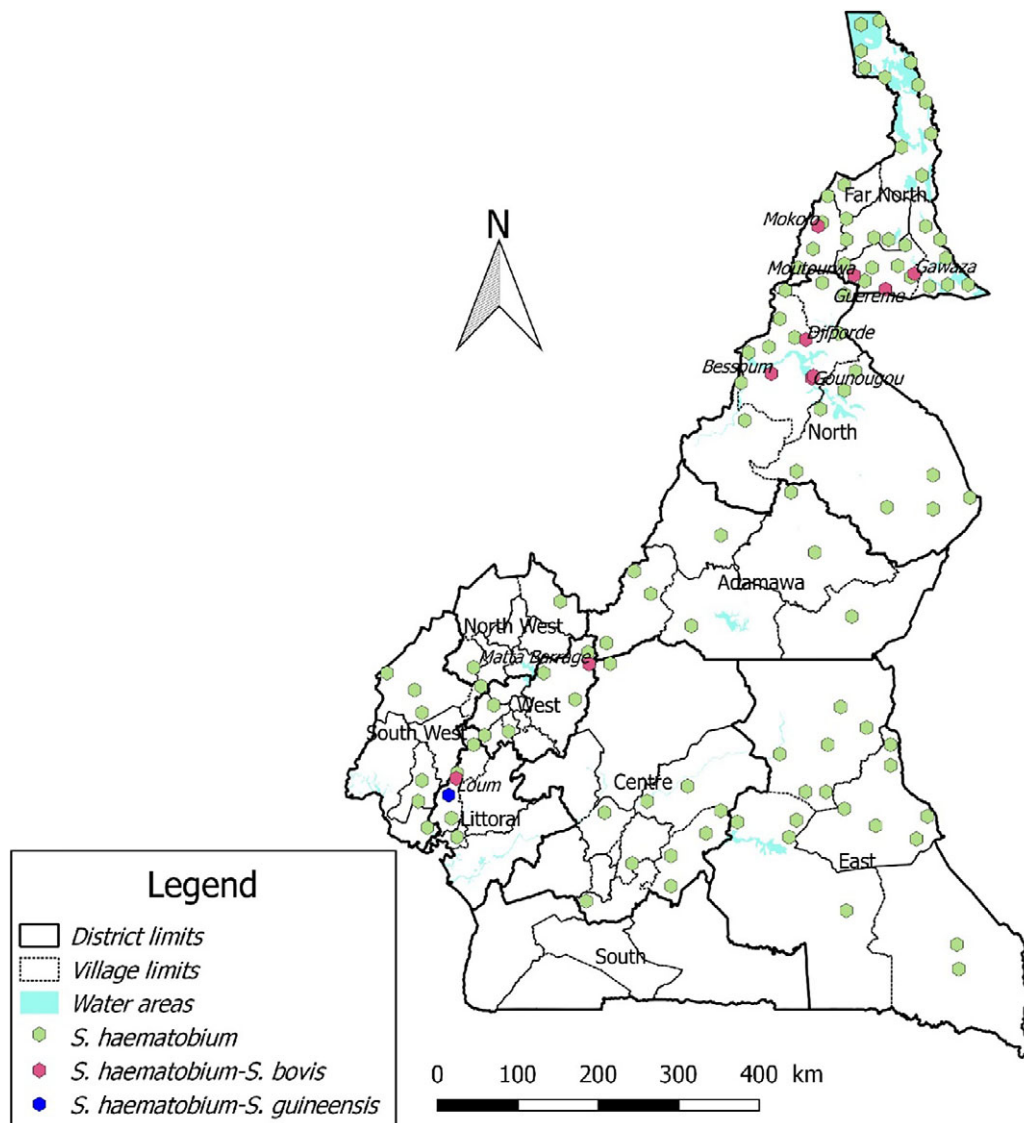 N
Far North
Mokolo
Moutourwa
Gawaza
Guereme
Djiporde
Bessoum
Gounougou
North
Adamawa
North West
Matta Barrage
West
South West
Loum
Centre
Littoral
East
South
Legend
District limits
Village limits
Water areas
S. haematobium
S. haematobium-S. bovis
S. haematobium-S. guineensis
0 100 200 300 400 km